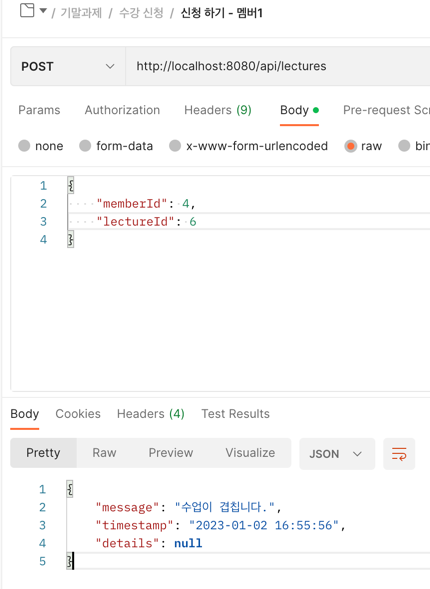 / 기말과제 / 수강 신청 / 신청 하기 - 멤버1
POST http://localhost:8080/api/lectures
Params Authorization Headers (9) Body Pre-request Scr
none form-data x-www-form-urlencoded raw bin
1 {
2 "memberId": 4,
3 "lectureId": 6
4 }
Body Cookies Headers (4) Test Results
Pretty Raw Preview Visualize JSON
1 {
2 "message": "수업이 겹칩니다.",
3 "timestamp": "2023-01-02 16:55:56",
4 "details": null
5 }